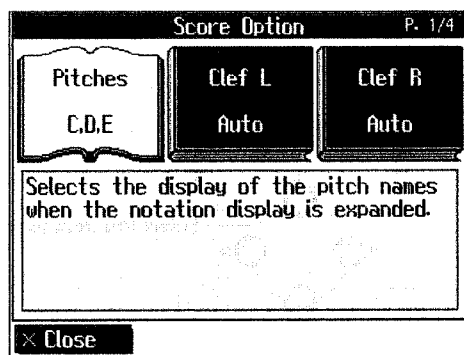 Score Option P. 1/4
Pitches Clef L Clef R
C,D,E Auto Auto
Selects the display of the pitch names
when the notation display is expanded.
× Close